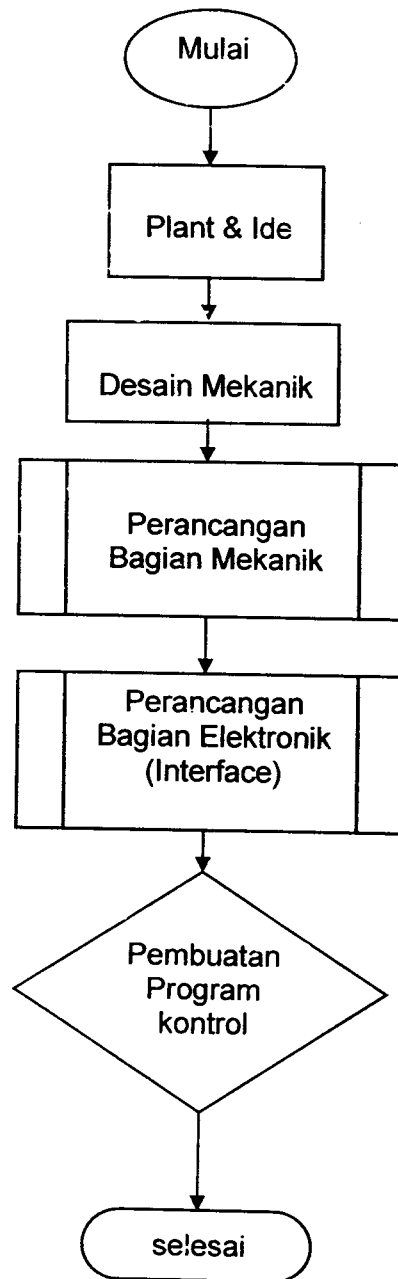 Mulai
Plant & Ide
Desain Mekanik
Perancangan
Bagian Mekanik
Perancangan
Bagian Elektronik
(Interface)
Pembuatan
Program
kontrol
selesai